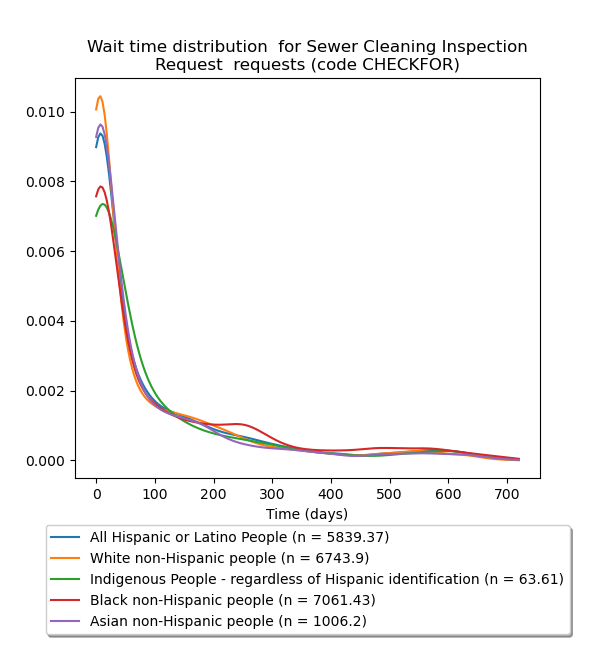 Wait time distribution  for Sewer Cleaning Inspection
Request  requests (code CHECKFOR)
0.010
0.008
0.006
0.004
0.002
0.000
0 100 200 300 400 500 600 700
Time (days)
All Hispanic or Latino People (n = 5839.37)
White non-Hispanic people (n = 6743.9)
Indigenous People - regardless of Hispanic identification (n = 63.61)
Black non-Hispanic people (n = 7061.43)
Asian non-Hispanic people (n = 1006.2)